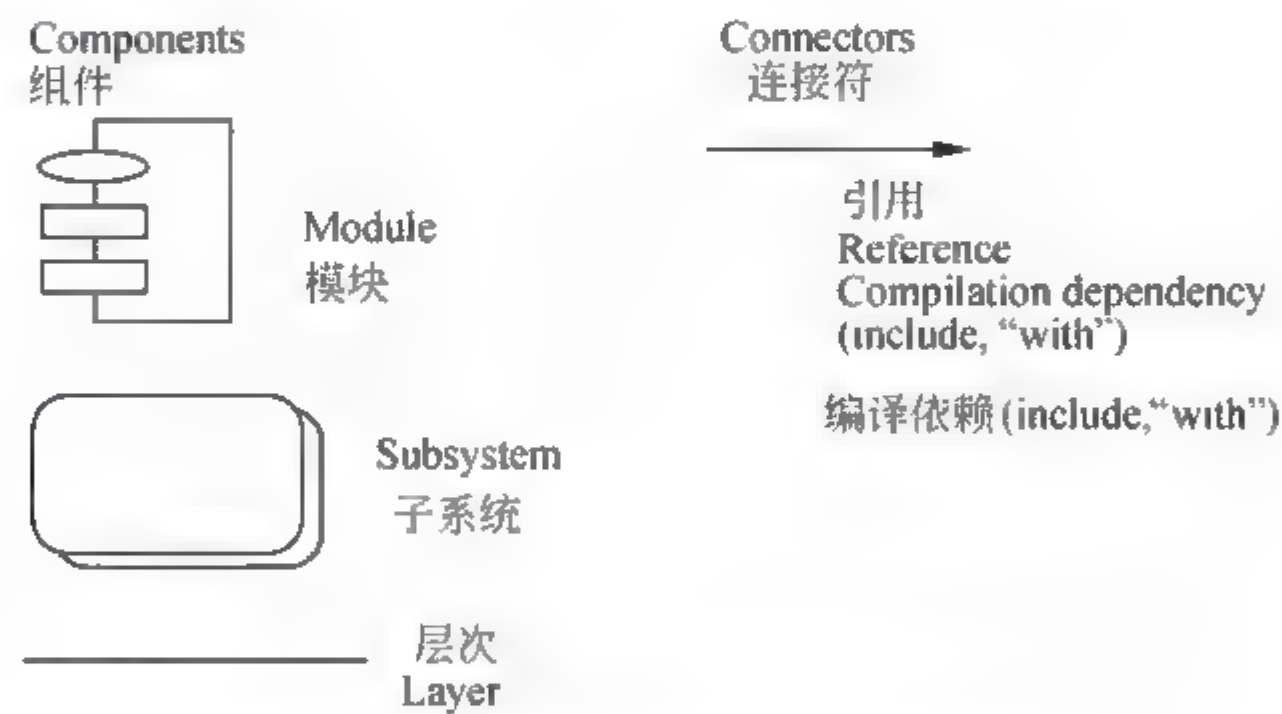 Components
组件
Module
模块
Subsystem
子系统
层次
Layer
Connectors
连接符
引用
Reference
Compilation dependency
(include, “with”)
编译依赖(include,“with”)